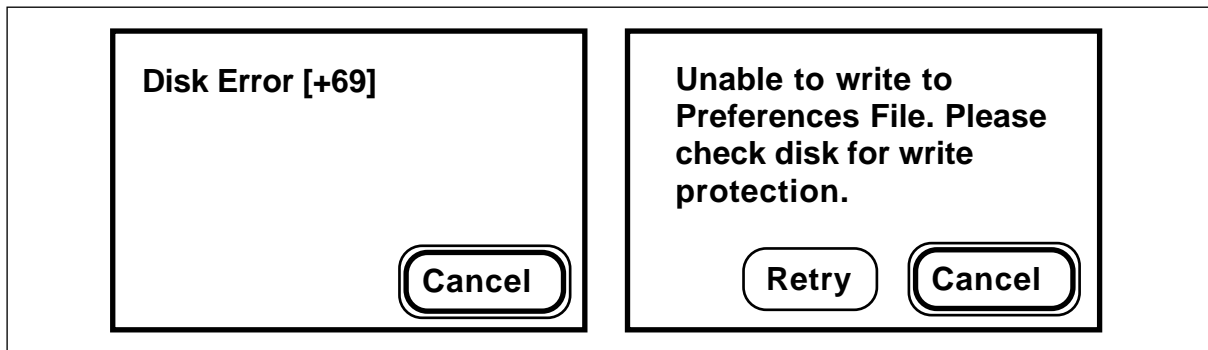 Disk Error [+69]
Cancel
Unable to write to
Preferences File. Please
check disk for write
protection.
Retry
Cancel